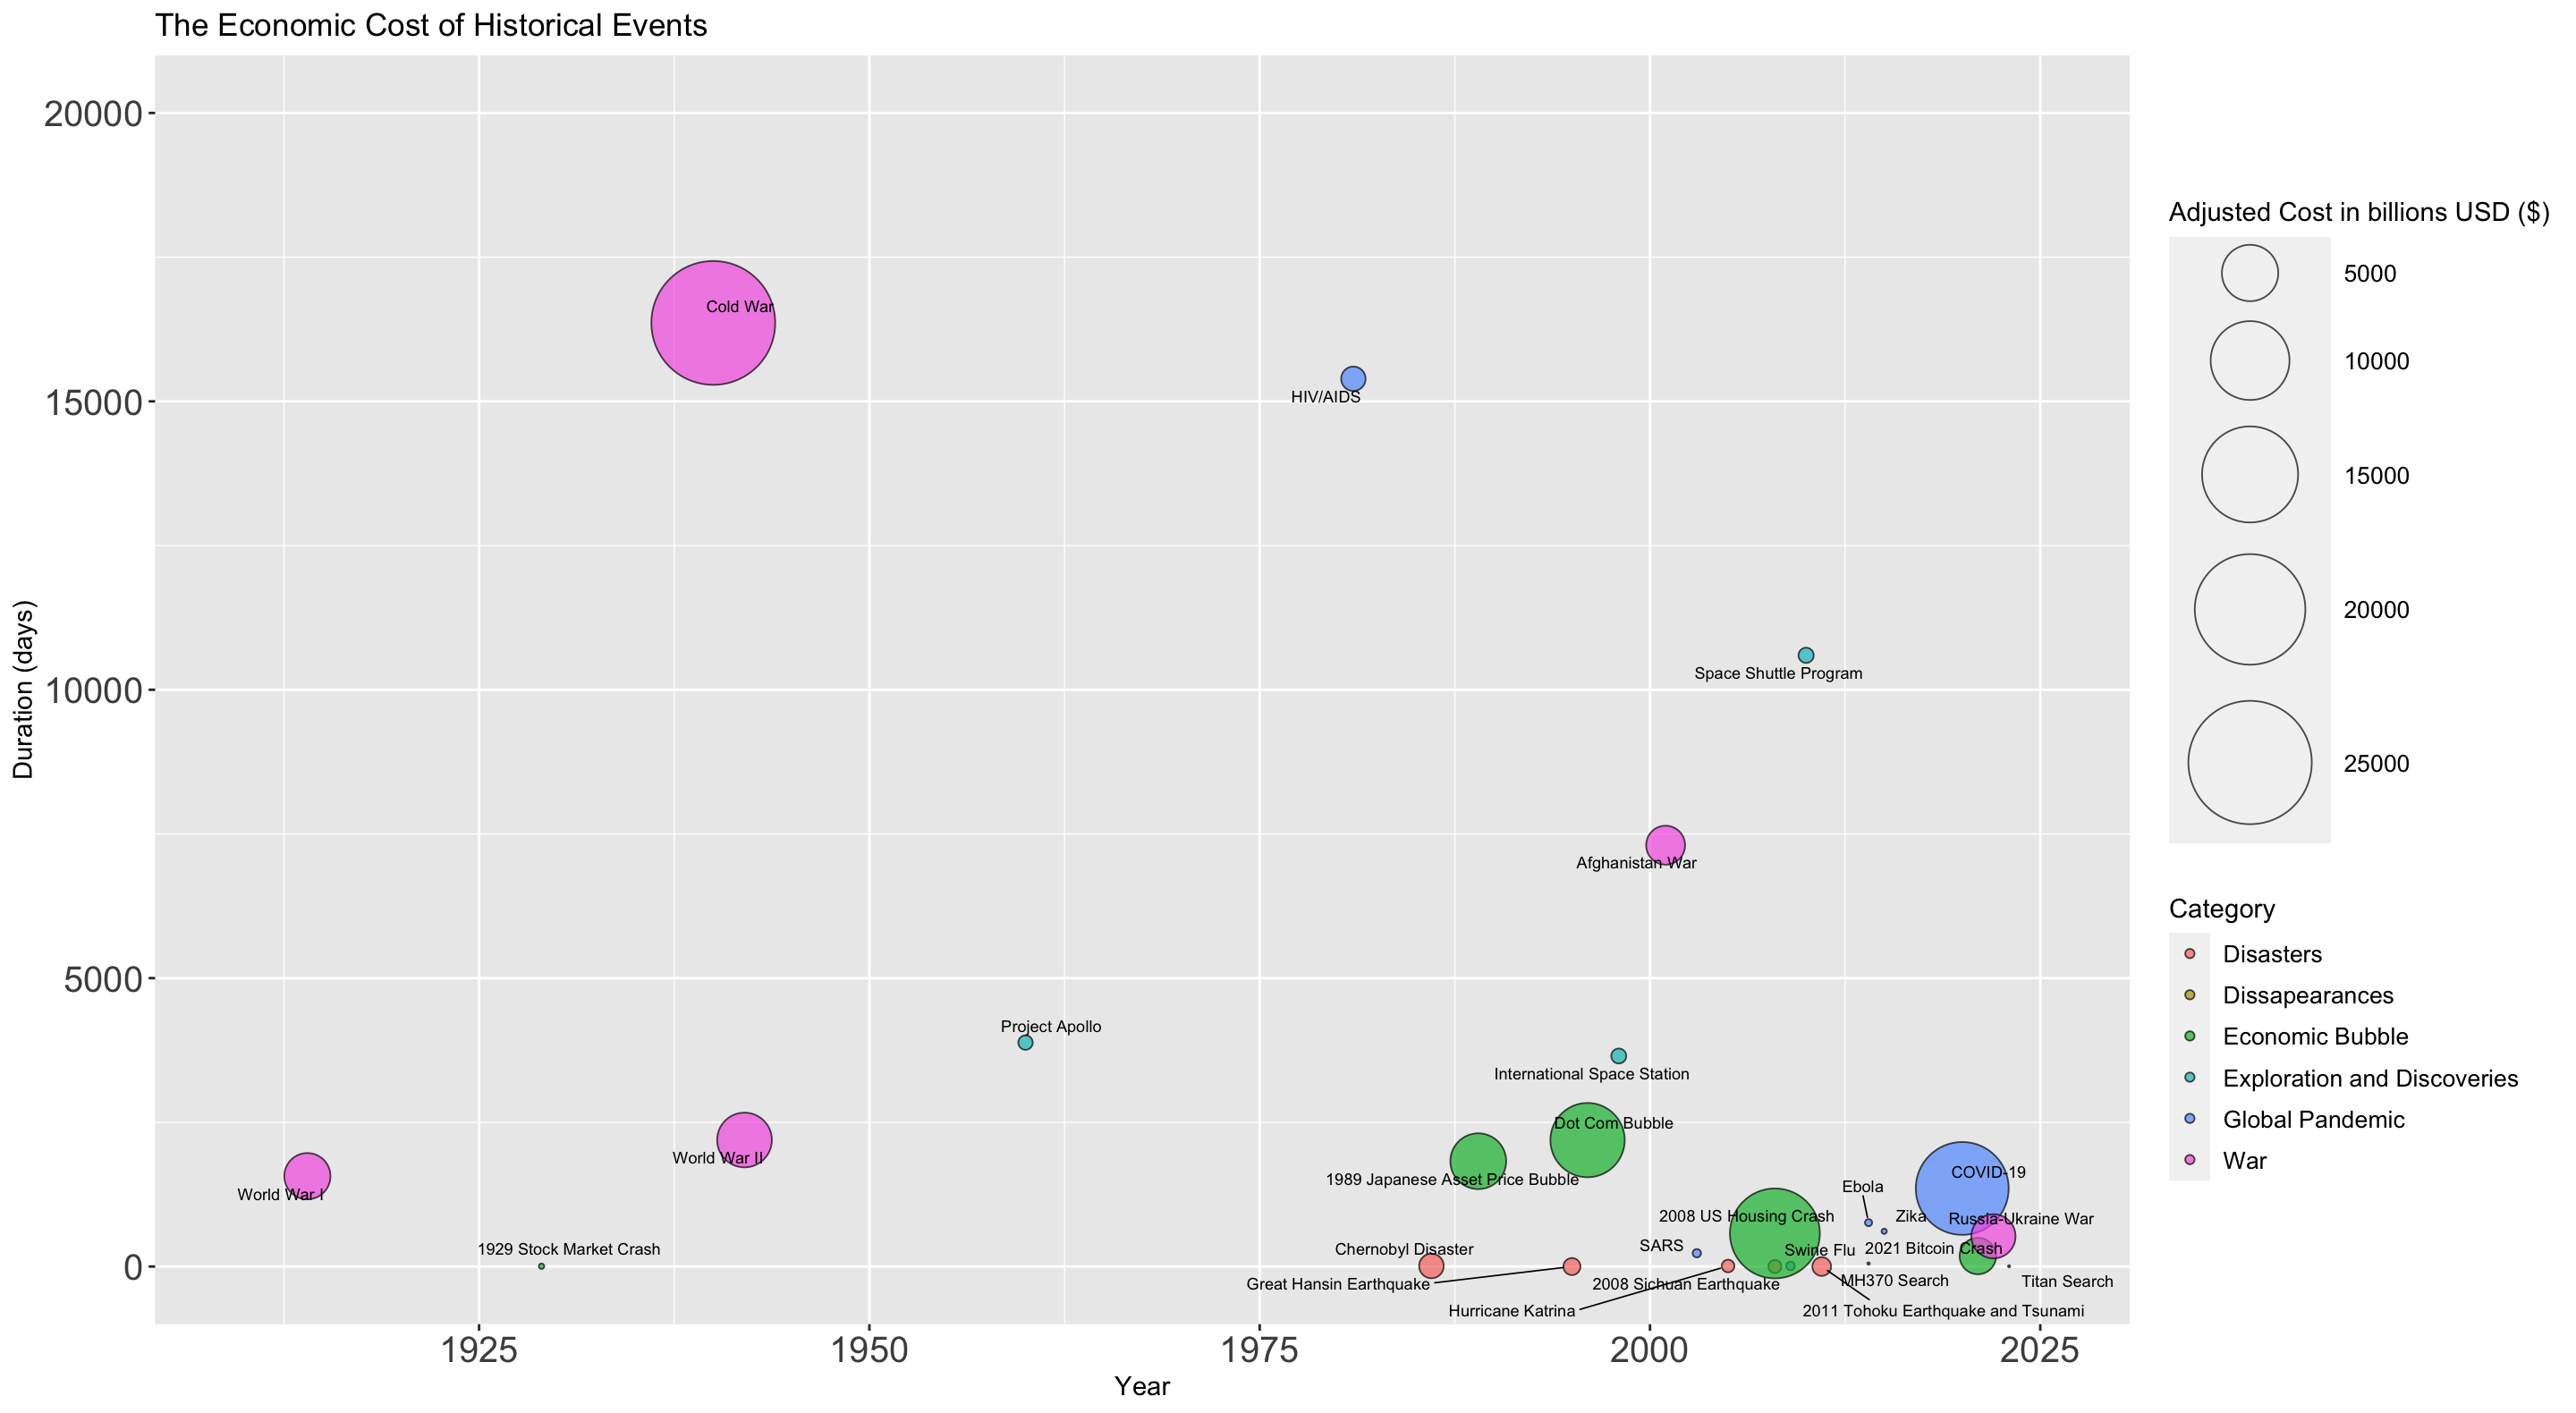 The Economic Cost of Historical Events
20000
15000
10000
5000
0
Duration (days)
1925
1950
1975
2000
2025
Year
Cold War
HIV/AIDS
Space Shuttle Program
Afghanistan War
Project Apollo
International Space Station
Dot Com Bubble
World War II
1989 Japanese Asset Price Bubble
World War I
COVID-19
Ebola
Zika
2008 US Housing Crash
Russia-Ukraine War
SARS
1929 Stock Market Crash
Chernobyl Disaster
Swine Flu
2021 Bitcoin Crash
Great Hansin Earthquake
2008 Sichuan Earthquake
MH370 Search
Titan Search
Hurricane Katrina
2011 Tohoku Earthquake and Tsunami
Adjusted Cost in billions USD ($)
5000
10000
15000
20000
25000
Category
Disasters
Dissapearances
Economic Bubble
Exploration and Discoveries
Global Pandemic
War